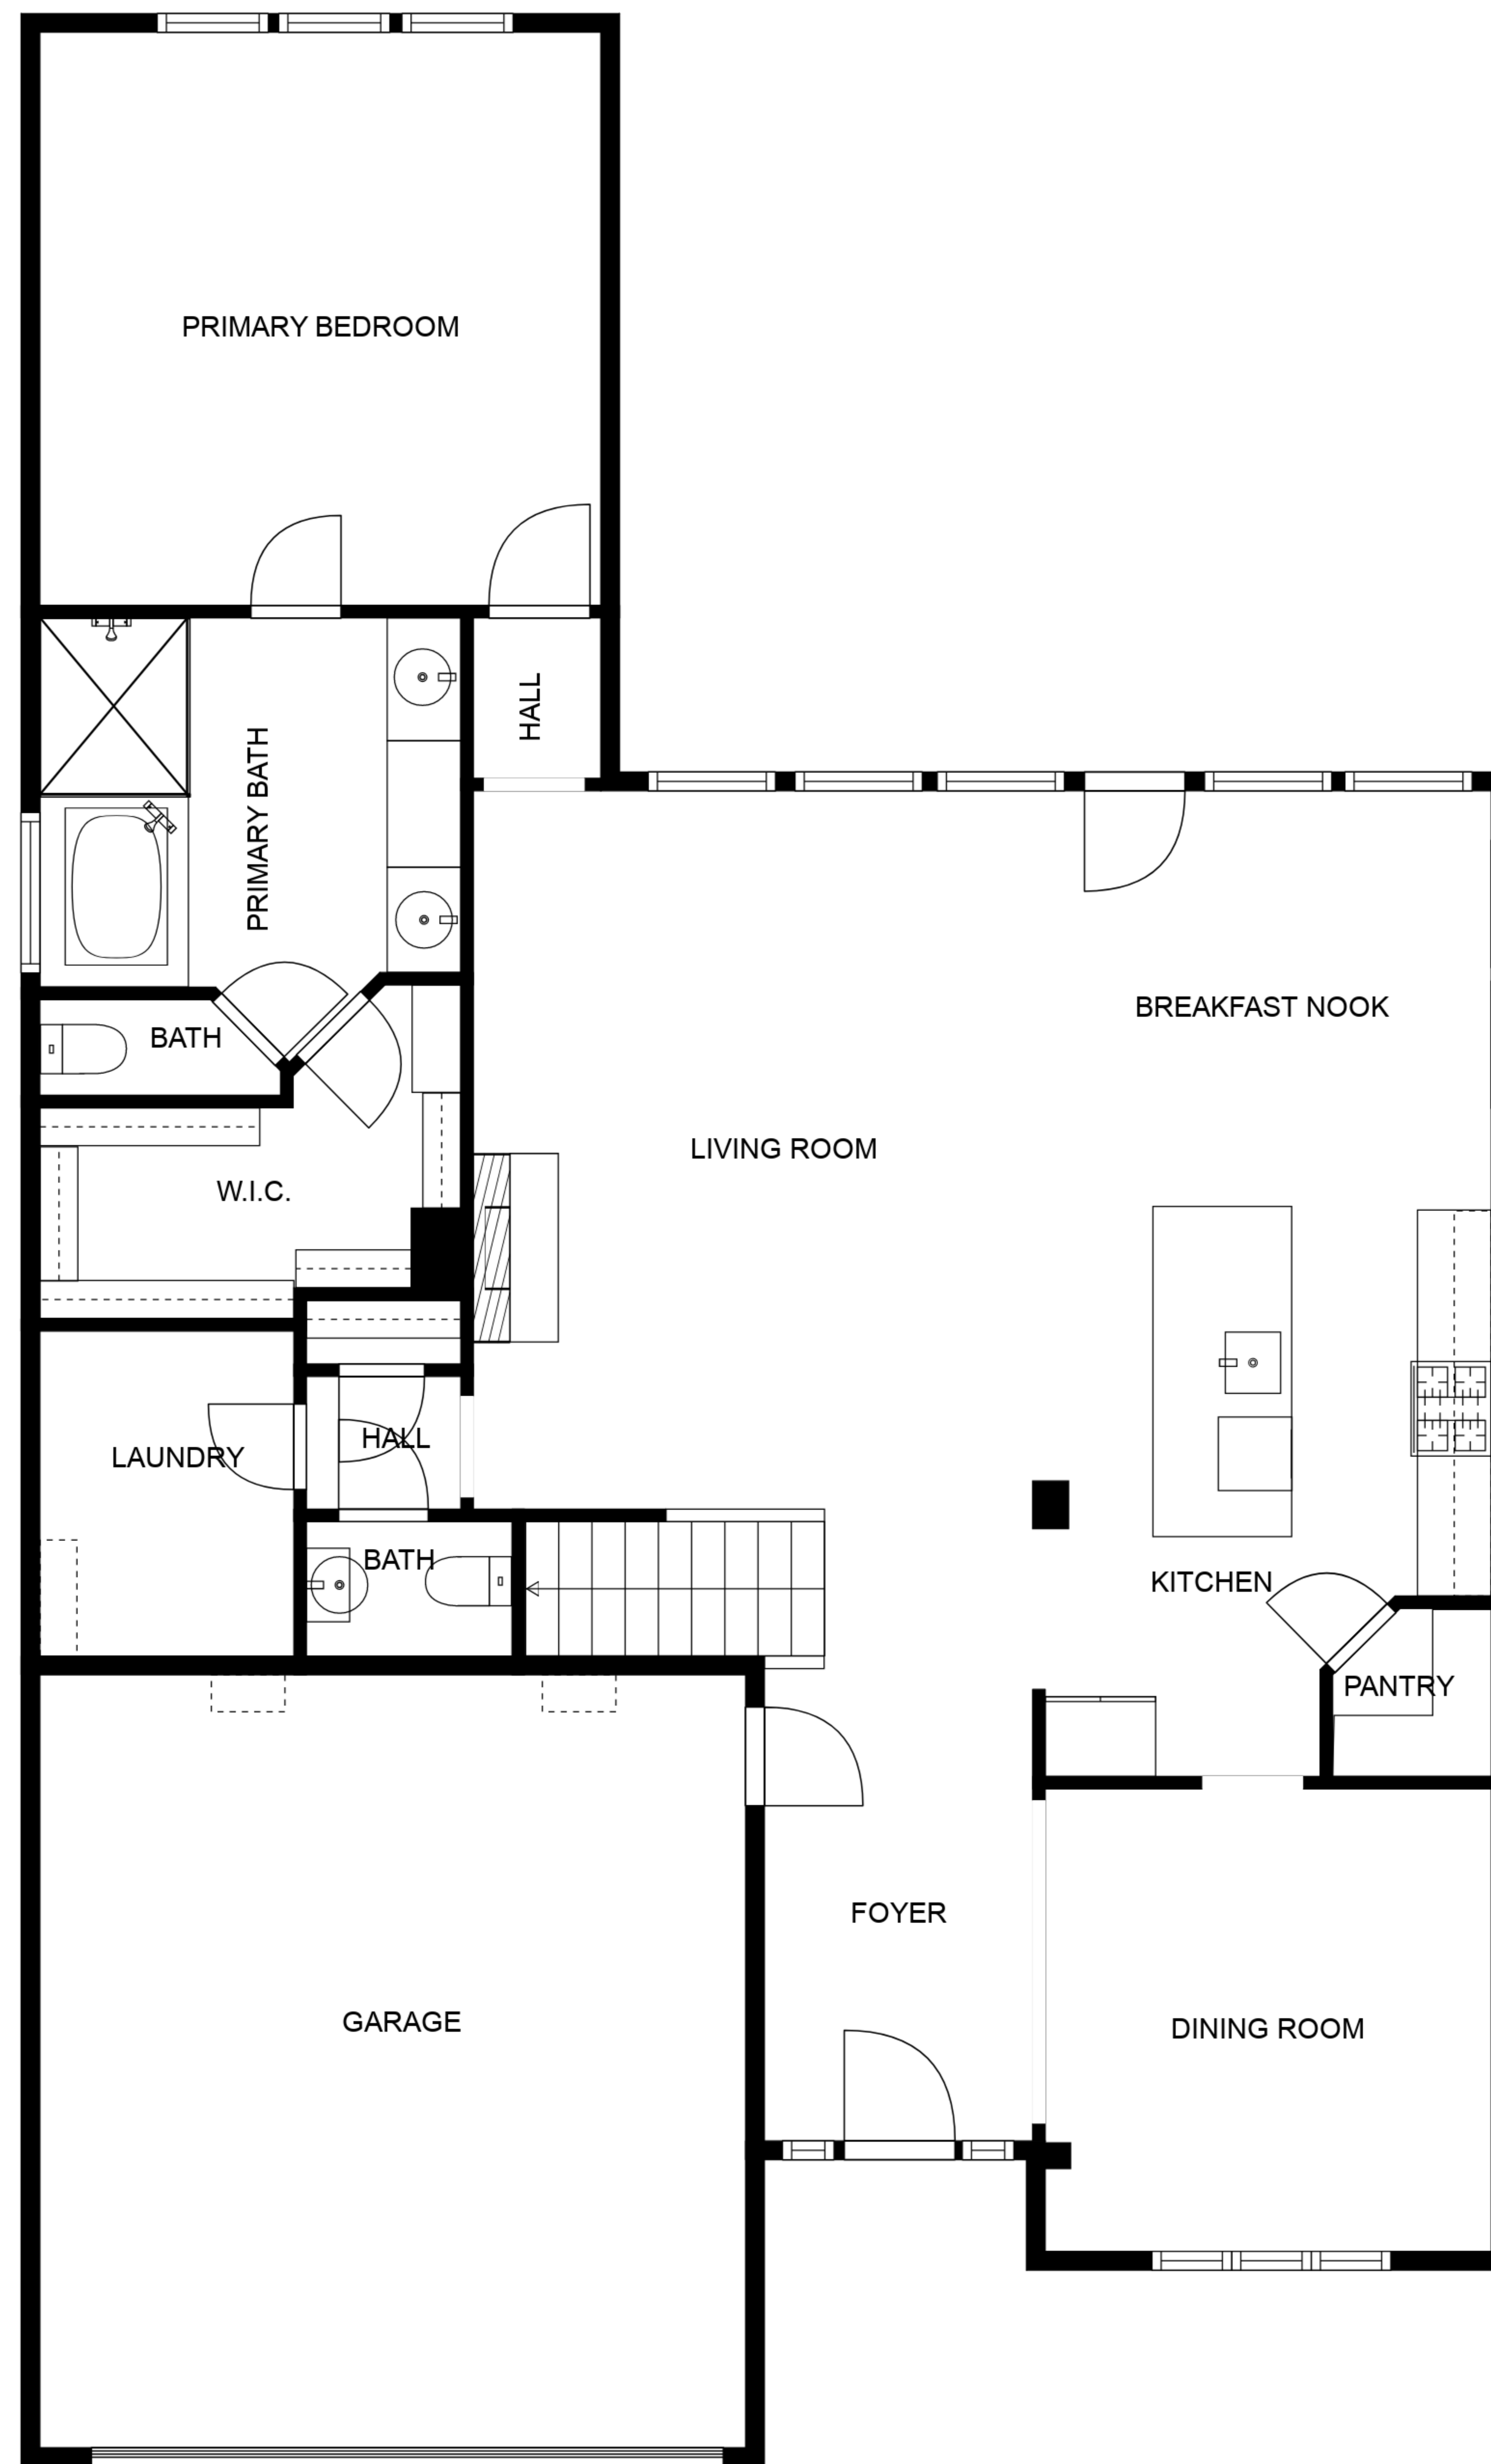 PRIMARY BEDROOM
HALL
PRIMARY BATH
BREAKFAST NOOK
BATH
LIVING ROOM
W.I.C.
HALL
LAUNDRY
BATH
KITCHEN
PANTRY
FOYER
GARAGE
DINING ROOM